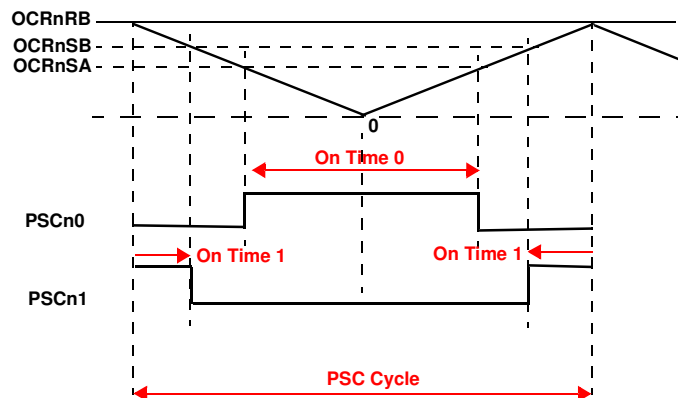 OCRnRB
OCRnSB
OCRnSA
0
On Time 0
PSCn0
On Time 1
On Time 1
PSCn1
PSC Cycle